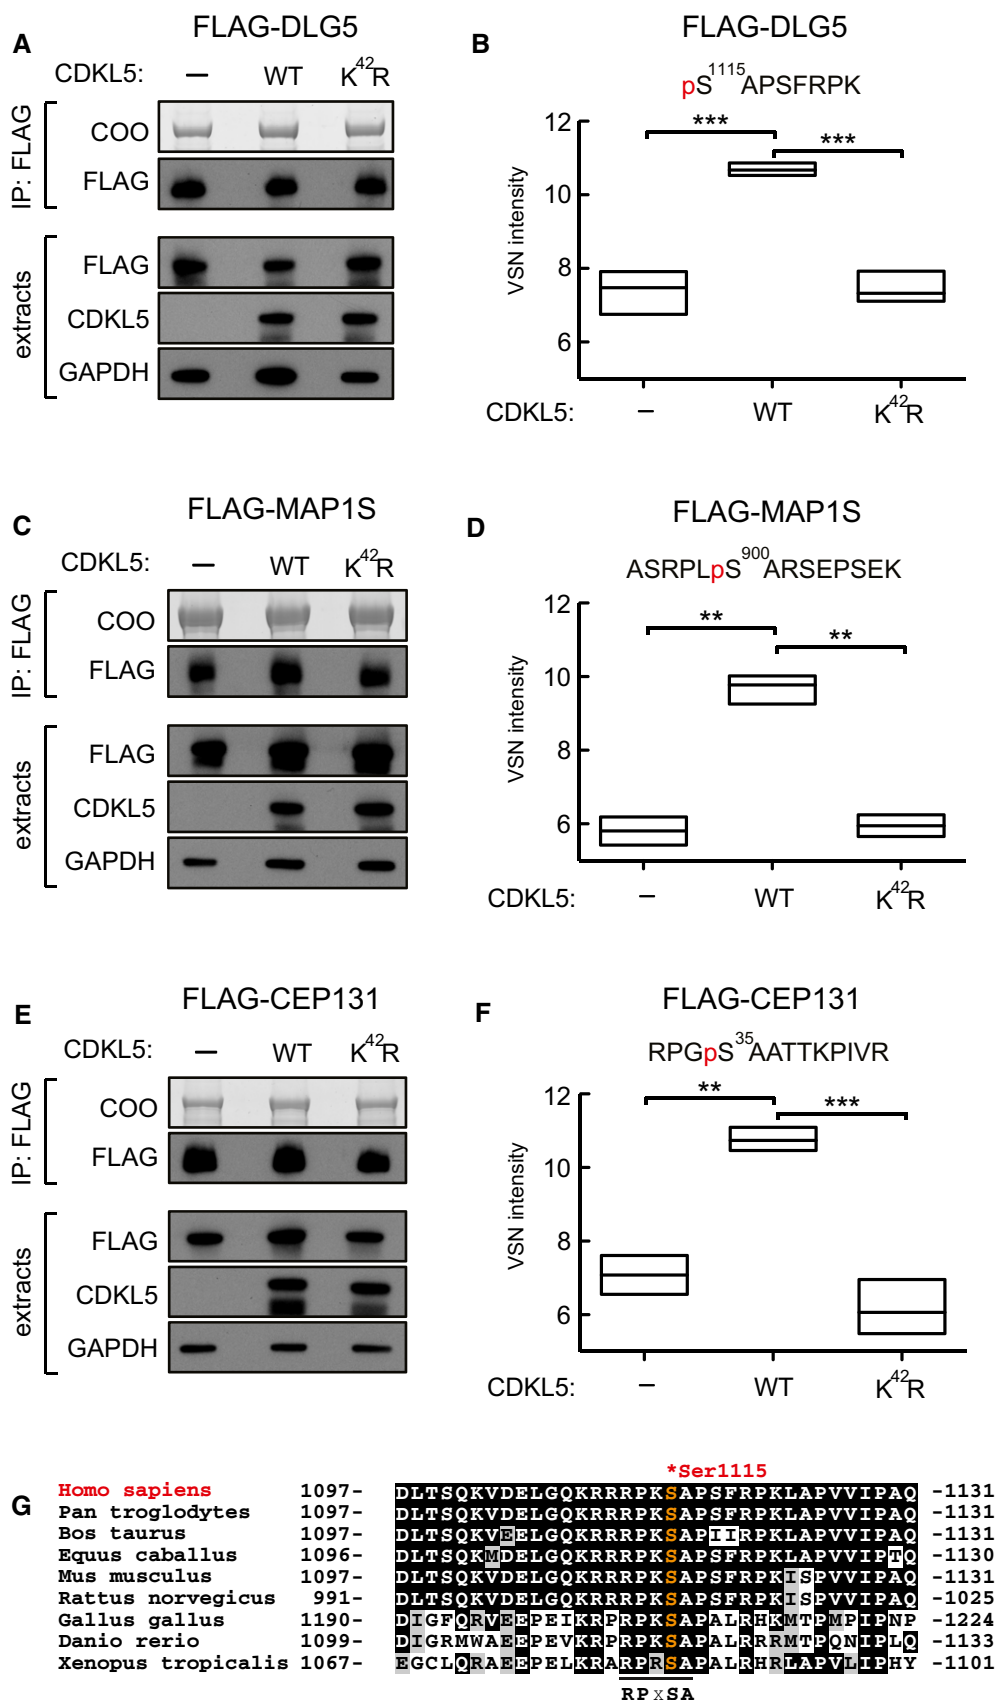 A
FLAG-DLG5
CDKL5: – WT K42R
IP: FLAG
COO
FLAG
extracts
FLAG
CDKL5
GAPDH
B
FLAG-DLG5
pS1115APSFRPK
*** ***
VSN intensity
12
10
8
6
CDKL5: – WT K42R
C
FLAG-MAP1S
CDKL5: – WT K42R
IP: FLAG
COO
FLAG
extracts
FLAG
CDKL5
GAPDH
D
FLAG-MAP1S
ASRPLpS900ARSEPSEK
** **
VSN intensity
12
10
8
6
CDKL5: – WT K42R
E
FLAG-CEP131
CDKL5: – WT K42R
IP: FLAG
COO
FLAG
extracts
FLAG
CDKL5
GAPDH
F
FLAG-CEP131
RPGpS35AATTKPIVR
** ***
VSN intensity
12
10
8
6
CDKL5: – WT K42R
G
*Ser1115
Homo sapiens 1097- DLTSQKVDELGQKRRRPKSAPSFRPKLAPVVIPAQ -1131
Pan troglodytes 1097- DLTSQKVDELGQKRRRPKSAPSFRPKLAPVVIPAQ -1131
Bos taurus 1097- DLTSQKVEELGQKRRRPKSAPIIRPKLAPVVIPAQ -1131
Equus caballus 1096- DLTSQKMDELGQKRRRPKSAPSFRPKLAPVVIPTQ -1130
Mus musculus 1097- DLTSQKVDELGQKRRRPKSAPSFRPKISPVVIPAQ -1131
Rattus norvegicus 991- DLTSQKVDELGQKRRRPKSAPSFRPKISPVVIPAQ -1025
Gallus gallus 1190- DIGFQRVEEPEIKRPRPKSAPALRHKMTPMPIPNP -1224
Danio rerio 1099- DIGRMWAEEPEVKRPRPKSAPALRRRMTPQNIPLQ -1133
Xenopus tropicalis 1067- EGCLQRAEEPELKRARPRSAPALRHRLAPVLIPHY -1101
RPxSA